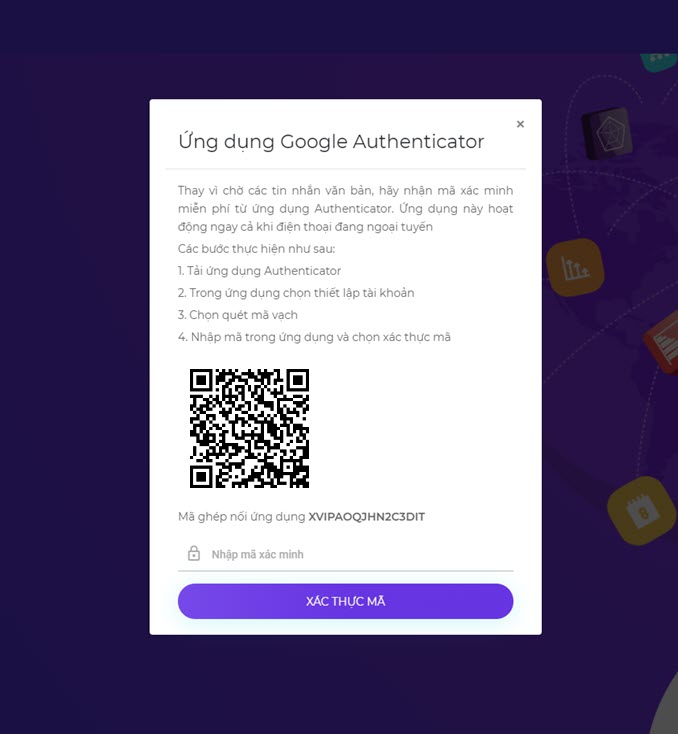 ×
Ứng dụng Google Authenticator
Thay vì chờ các tin nhắn văn bản, hãy nhận mã xác minh
miễn phí từ ứng dụng Authenticator. Ứng dụng này hoạt
động ngay cả khi điện thoại đang ngoại tuyến
Các bước thực hiện như sau:
1. Tải ứng dụng Authenticator
2. Trong ứng dụng chọn thiết lập tài khoản
3. Chọn quét mã vạch
4. Nhập mã trong ứng dụng và chọn xác thực mã
Mã ghép nối ứng dụng XVIPAOQJHN2C3DIT
Nhập mã xác minh
XÁC THỰC MÃ
8